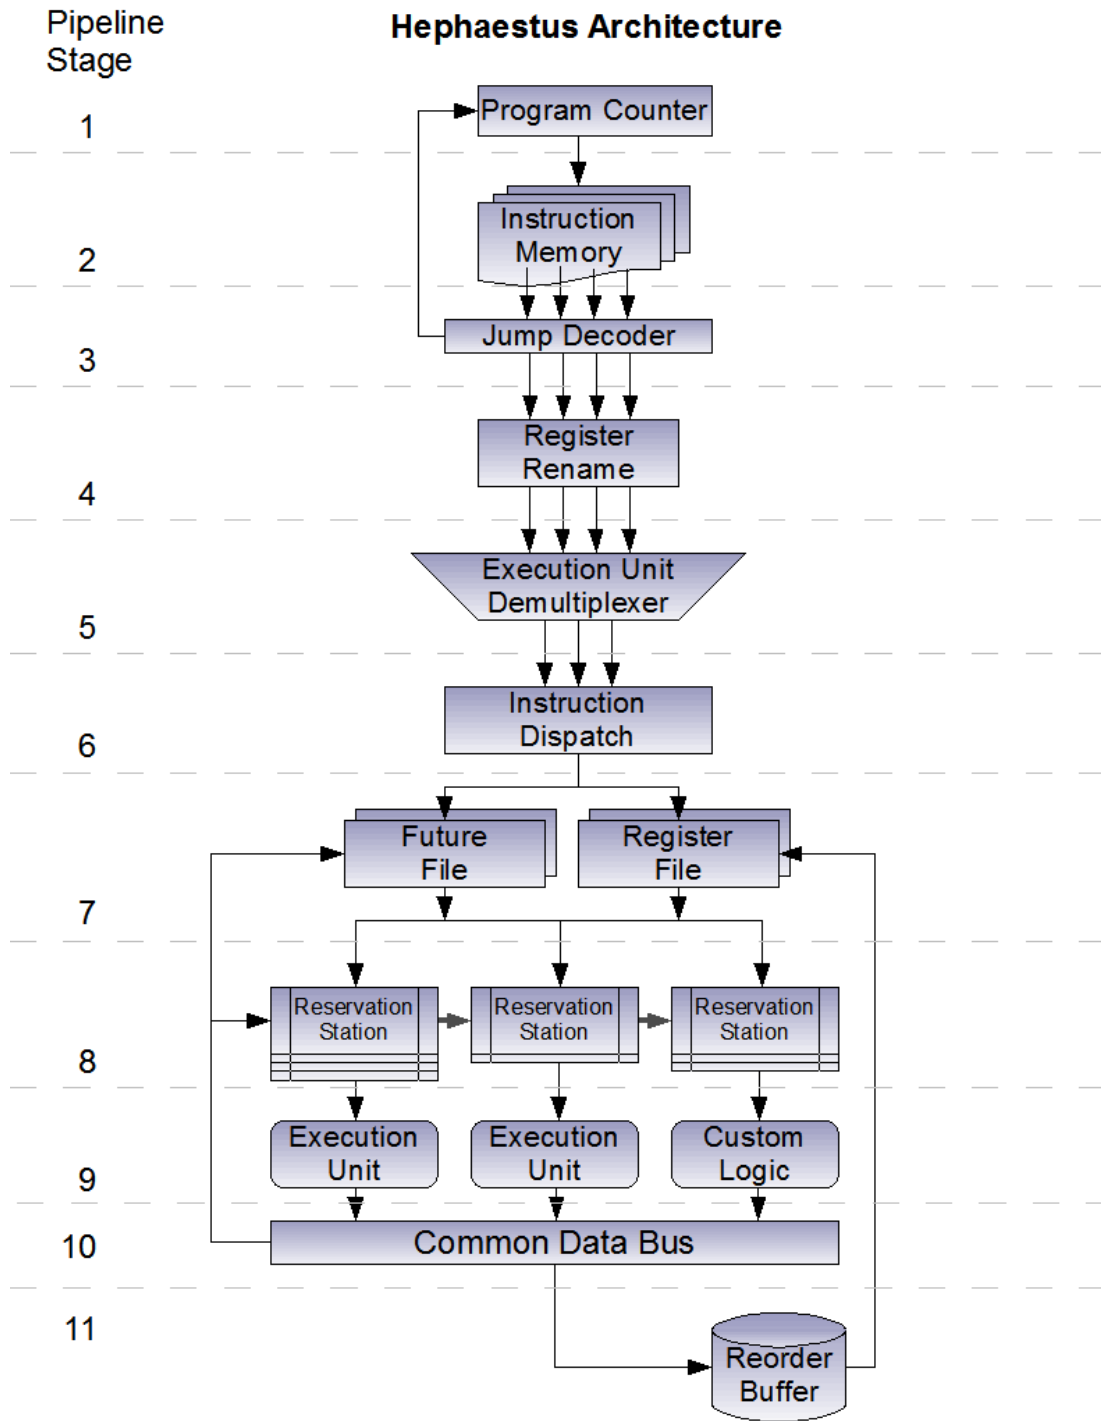 Pipeline
Stage
Hephaestus Architecture
1
Program Counter
2
Instruction
Memory
3
Jump Decoder
4
Register
Rename
5
Execution Unit
Demultiplexer
6
Instruction
Dispatch
7
Future
File
Register
File
8
Reservation
Station
Reservation
Station
Reservation
Station
9
Execution
Unit
Execution
Unit
Custom
Logic
10
Common Data Bus
11
Reorder
Buffer